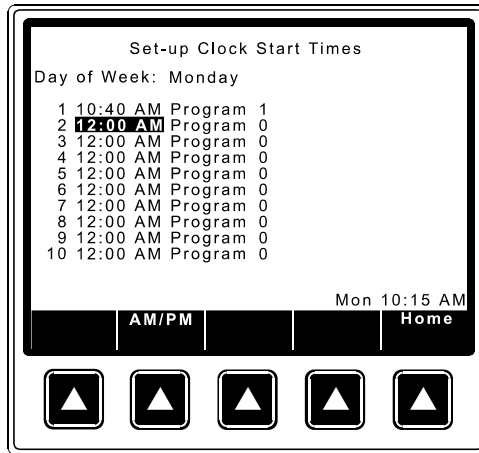 Set-up Clock Start Times
Day of Week: Monday
1 10:40 AM Program 1
2 12:00 AM Program 0
3 12:00 AM Program 0
4 12:00 AM Program 0
5 12:00 AM Program 0
6 12:00 AM Program 0
7 12:00 AM Program 0
8 12:00 AM Program 0
9 12:00 AM Program 0
10 12:00 AM Program 0
Mon 10:15 AM
AM/PM Home